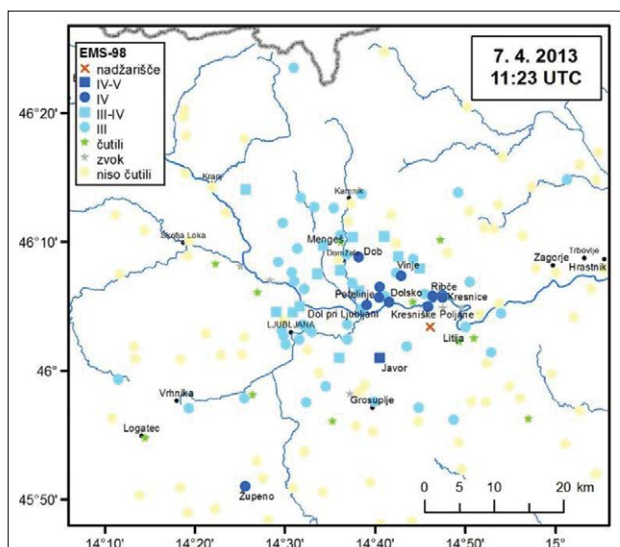 EMS-98
nadžarišče
IV-V
IV
III-IV
III
čutili
zvok
niso čutili
7. 4. 2013
11:23 UTC
46°20'
46°10'
46°
45°50'
Kranj
Kamnik
Škofja Loka
Mengeš
Domžale
Dob
Vinje
Zagorje
Trbovlje
Hrastnik
Petelinje
Dolsko
Ribče
Kresnice
Dol pri Ljubljani
Kresniške Poljane
LJUBLJANA
Litija
Javor
Vrhnika
Grosuplje
Logatec
Župeno
0 5 10 20 km
14°10' 14°20' 14°30' 14°40' 14°50' 15°